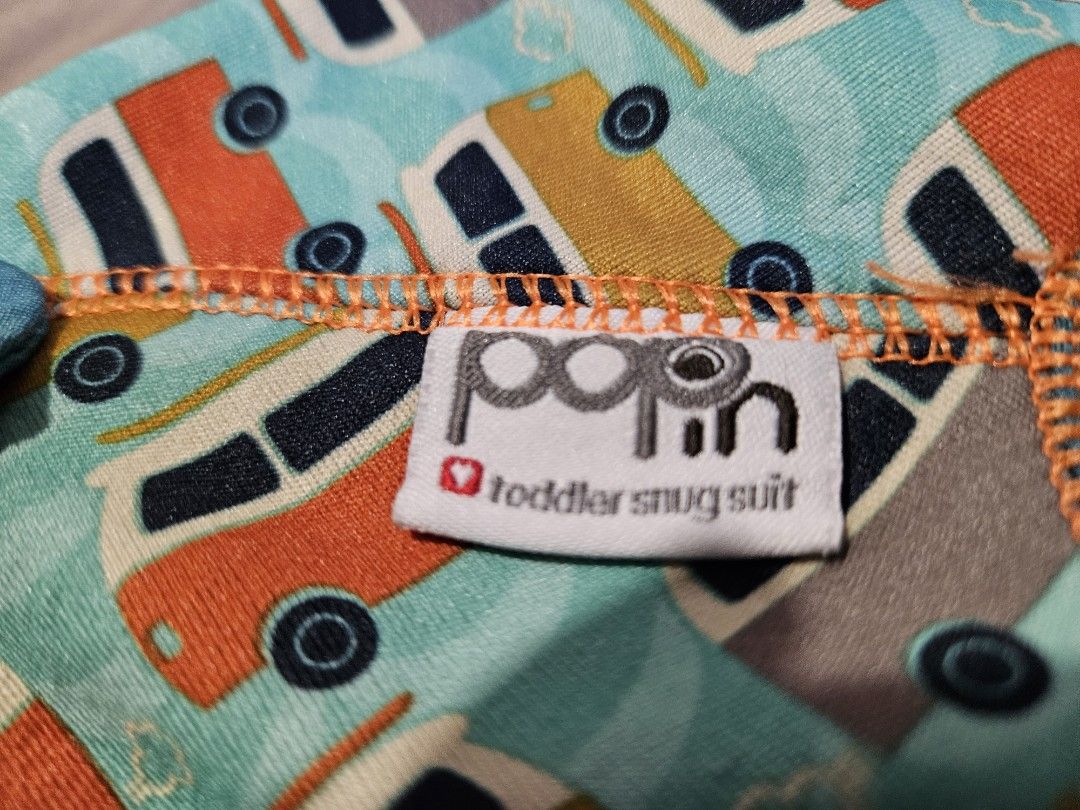 pop
in
toddler snug suit